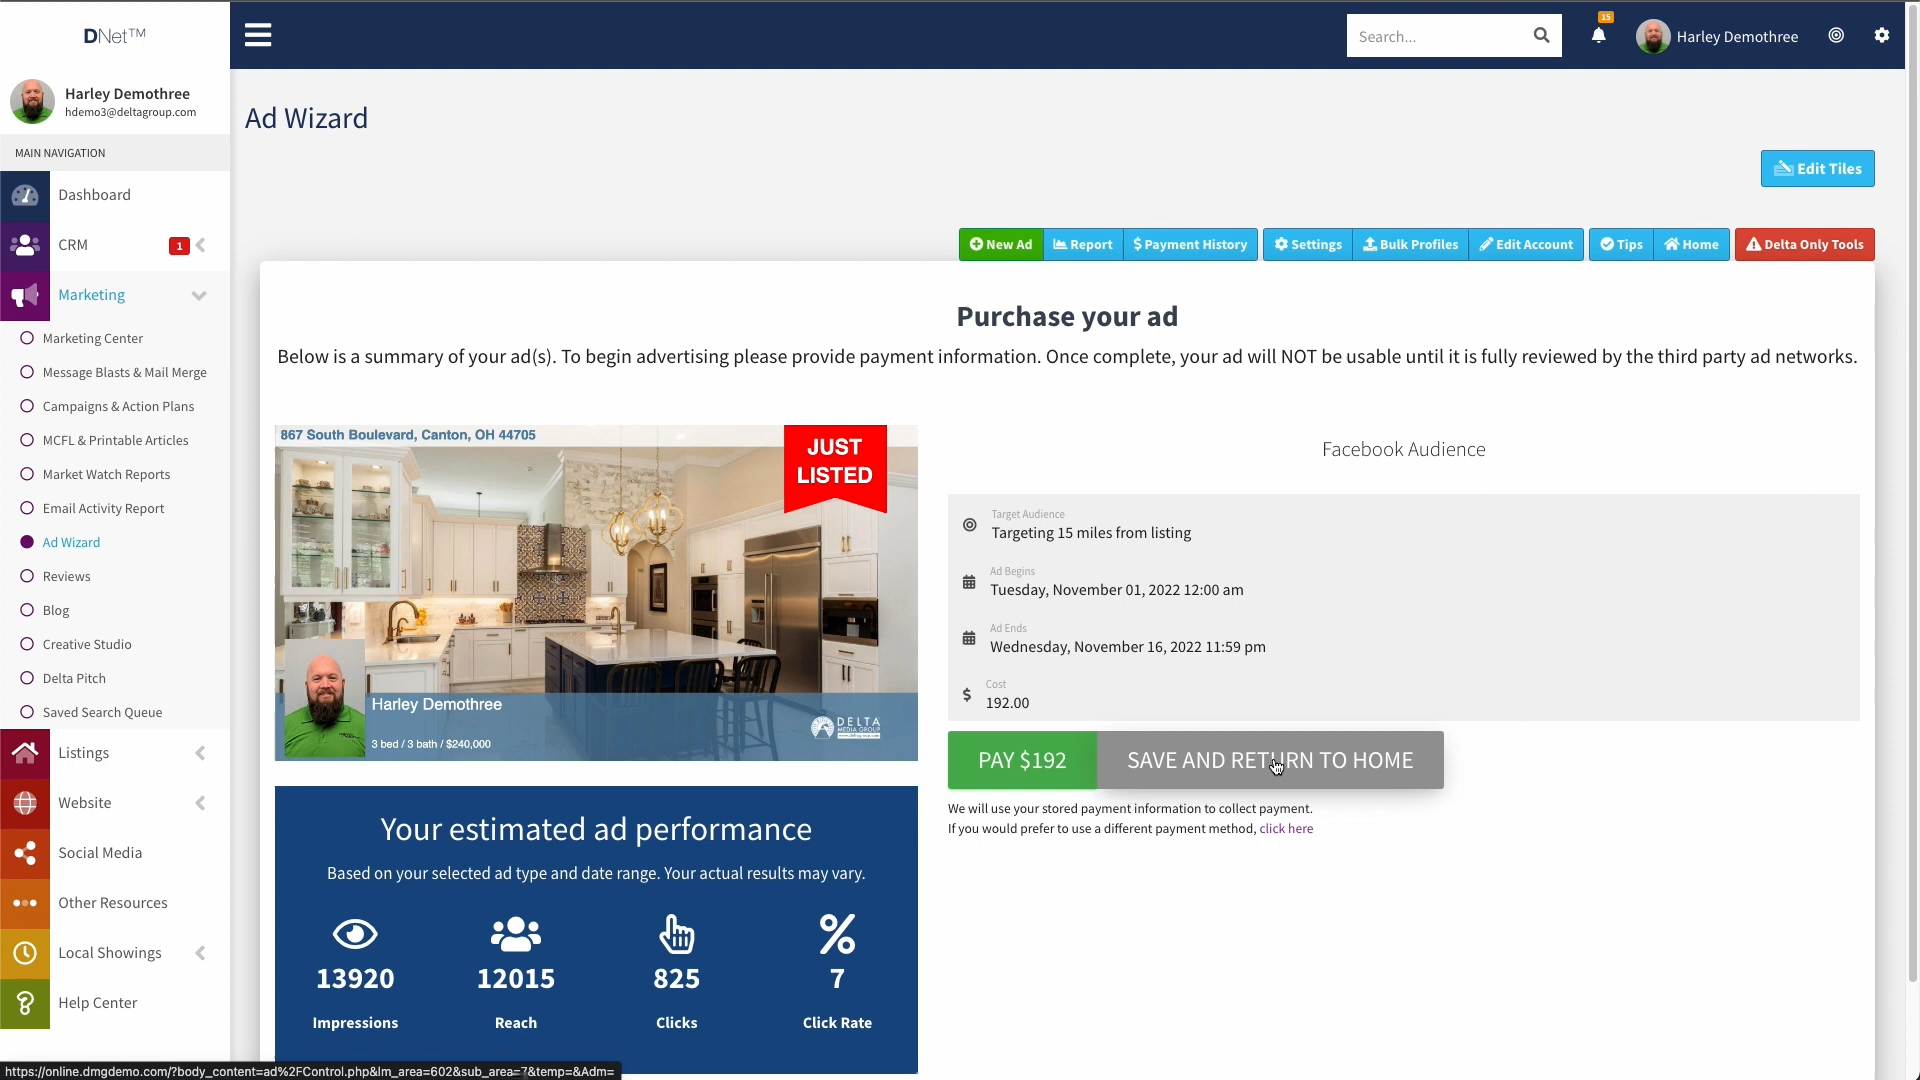 DNet™
Search...
15
Harley Demothree
Harley Demothree
hdemo3@deltagroup.com
MAIN NAVIGATION
Dashboard
CRM
1
Marketing
Marketing Center
Message Blasts & Mail Merge
Campaigns & Action Plans
MCFL & Printable Articles
Market Watch Reports
Email Activity Report
Ad Wizard
Reviews
Blog
Creative Studio
Delta Pitch
Saved Search Queue
Listings
Website
Social Media
Other Resources
Local Showings
Help Center
Ad Wizard
Edit Tiles
New Ad
Report
$ Payment History
Settings
Bulk Profiles
Edit Account
Tips
Home
Delta Only Tools
Purchase your ad
Below is a summary of your ad(s). To begin advertising please provide payment information. Once complete, your ad will NOT be usable until it is fully reviewed by the third party ad networks.
867 South Boulevard, Canton, OH 44705
JUST
LISTED
Harley Demothree
3 bed / 3 bath / $240,000
DELTA
MEDIA GROUP
Your estimated ad performance
Based on your selected ad type and date range. Your actual results may vary.
13920
12015
825
%
7
Impressions
Reach
Clicks
Click Rate
Facebook Audience
Target Audience
Targeting 15 miles from listing
Ad Begins
Tuesday, November 01, 2022 12:00 am
Ad Ends
Wednesday, November 16, 2022 11:59 pm
Cost
$ 192.00
PAY $192
SAVE AND RETURN TO HOME
We will use your stored payment information to collect payment.
If you would prefer to use a different payment method, click here
https://online.dmgdemo.com/?body_content=ad%2FControl.php&lm_area=602&sub_area=7&temp=&Adm=